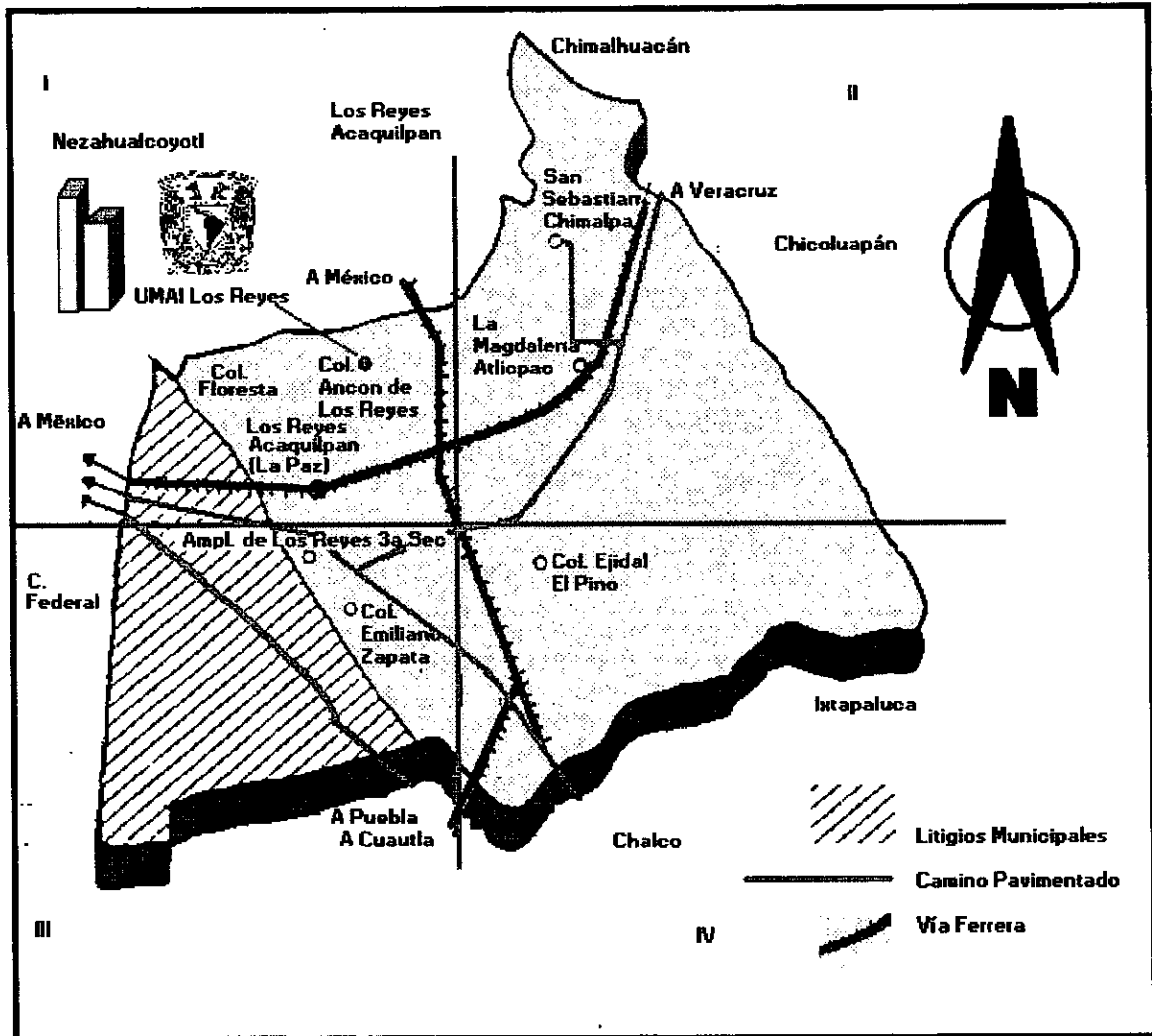 Chimalhuacán
I
II
Los Reyes
Acaquilpan
Nezahualcoyotl
San
Sebastian
Chimalpa
A Veracruz
Chicoluapán
A México
UMAI Los Reyes
La
Magdalena
Atlicpac
Col.
Floresta
Col.
Ancon de
Los Reyes
N
A México
Los Reyes
Acaquilpan
(La Paz)
Ampl. de Los Reyes 3a Sec
Col. Ejidal
El Pino
C.
Federal
Col.
Emiliano
Zapata
Ixtapaluca
A Puebla
A Cuautla
Chalco
Litigios Municipales
Camino Pavimentado
Vía Ferrera
III
IV